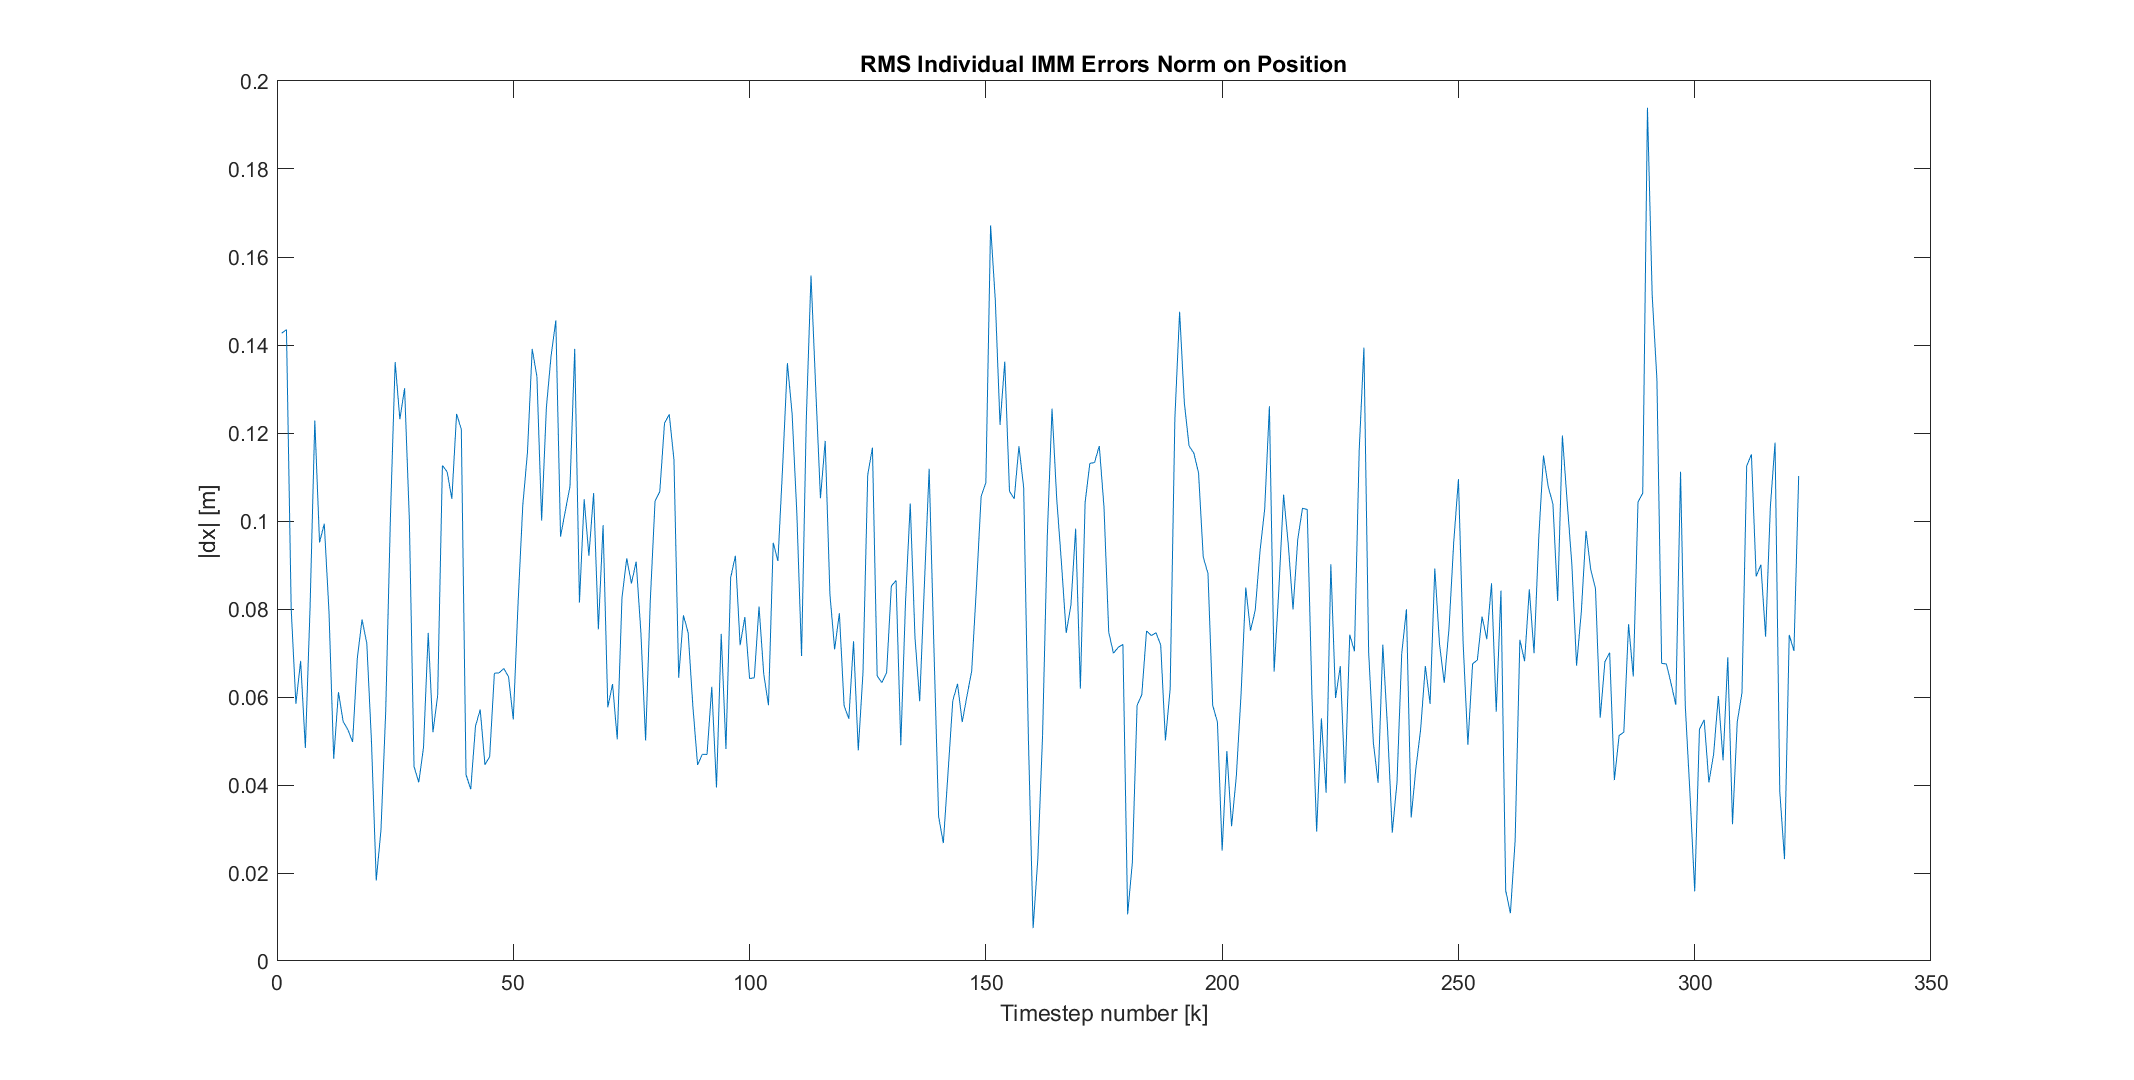 RMS Individual IMM Errors Norm on Position
0.2
0.18
0.16
0.14
0.12
0.1
0.08
0.06
0.04
0.02
0
|dx| [m]
0 50 100 150 200 250 300 350
Timestep number [k]